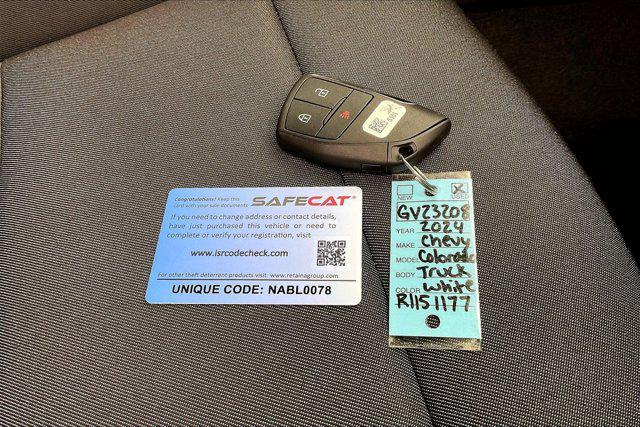 Congratulations! Keep this
card with your sale documents
SAFECAT®
If you need to change address or contact details,
have just purchased this vehicle or need to
complete or verify your registration, visit
www.isrcodecheck.com
For other theft deterrent products visit: www.retainagroup.com
UNIQUE CODE: NABL0078
NEW
USED
GV23208
YEAR 2024
MAKE Chevy
MODEL Colorado
BODY Truck
COLOR White
R1151177